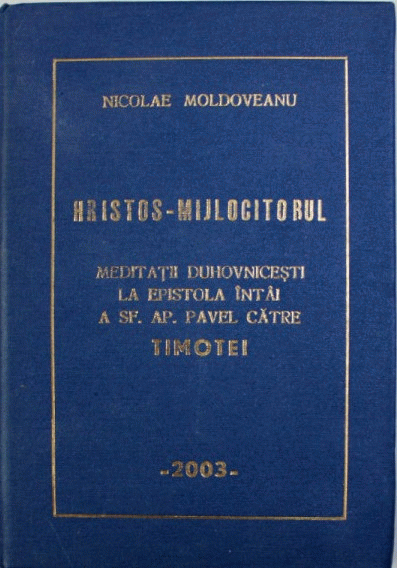 NICOLAE MOLDOVEANU
HRISTOS-MIJLOCITORUL
MEDITAȚII DUHOVNICEȘTI
LA EPISTOLA ÎNTÂI
A SF. AP. PAVEL CĂTRE
TIMOTEI
-2003-